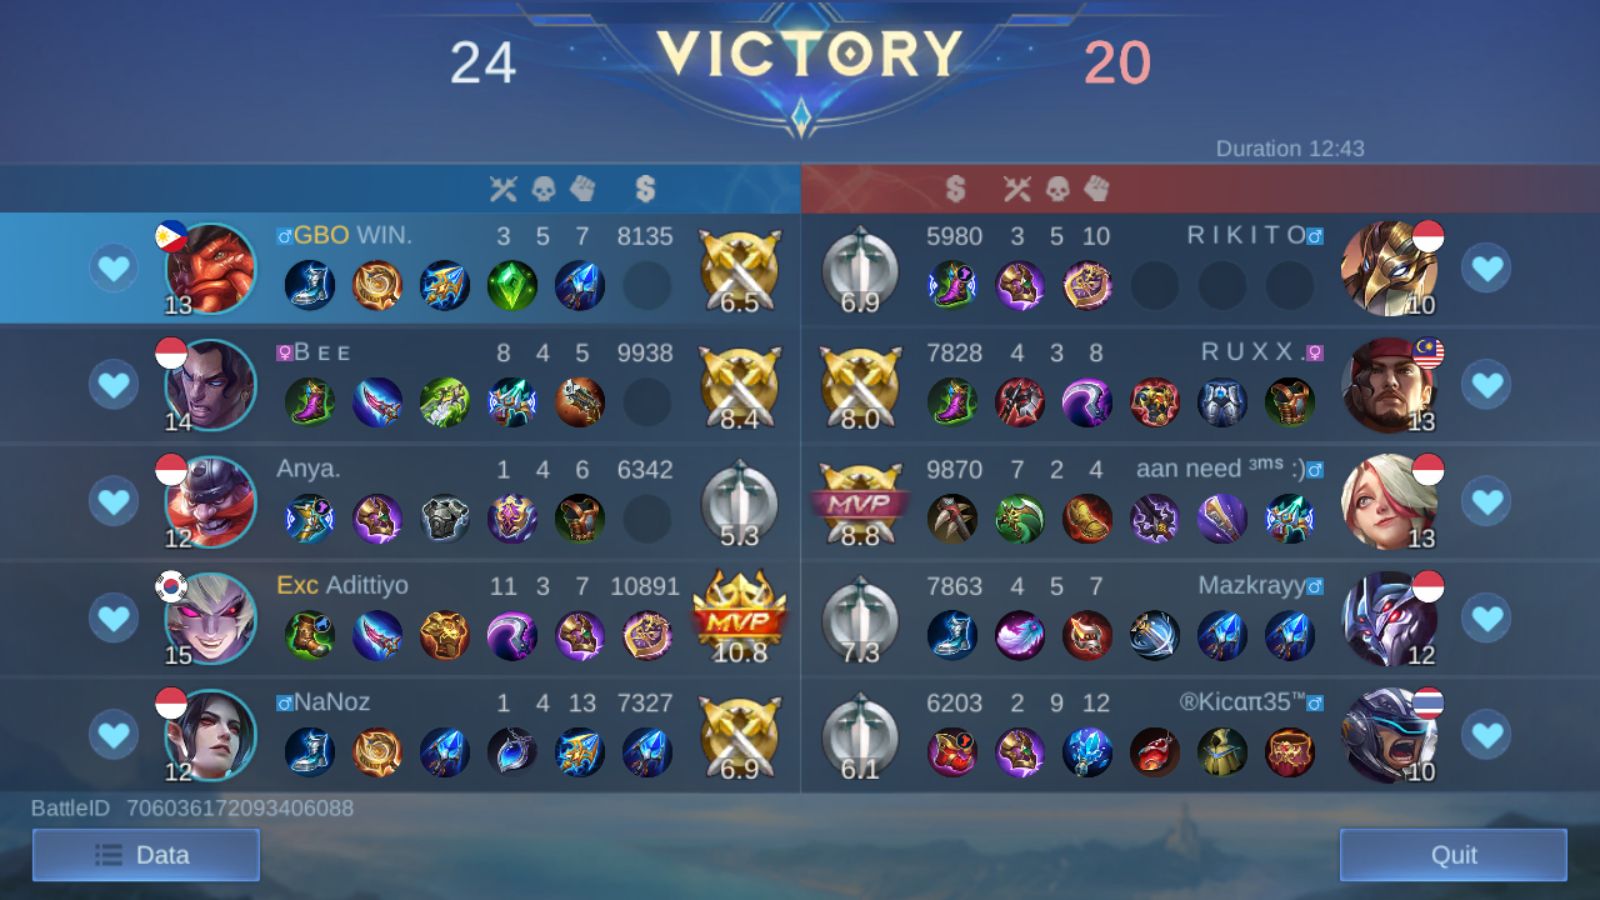 24 VICTORY 20
Duration 12:43
GBO WIN. 3 5 7 8135
13 6.5
5980 3 5 10 R I K I T O
6.9 10
B E E 8 4 5 9938
14 8.4
7828 4 3 8 R U X X .
8.0 13
Anya. 1 4 6 6342
12 5.3
9870 7 2 4 aan need ³ᵐˢ :)
MVP
8.8 13
Exc Adittiyo 11 3 7 10891
MVP
15 10.8
7863 4 5 7 Mazkrayy
7.3 12
NaNoz 1 4 13 7327
12 6.9
6203 2 9 12 ®Kicαπ35™
6.1 10
BattleID 706036172093406088
Data
Quit